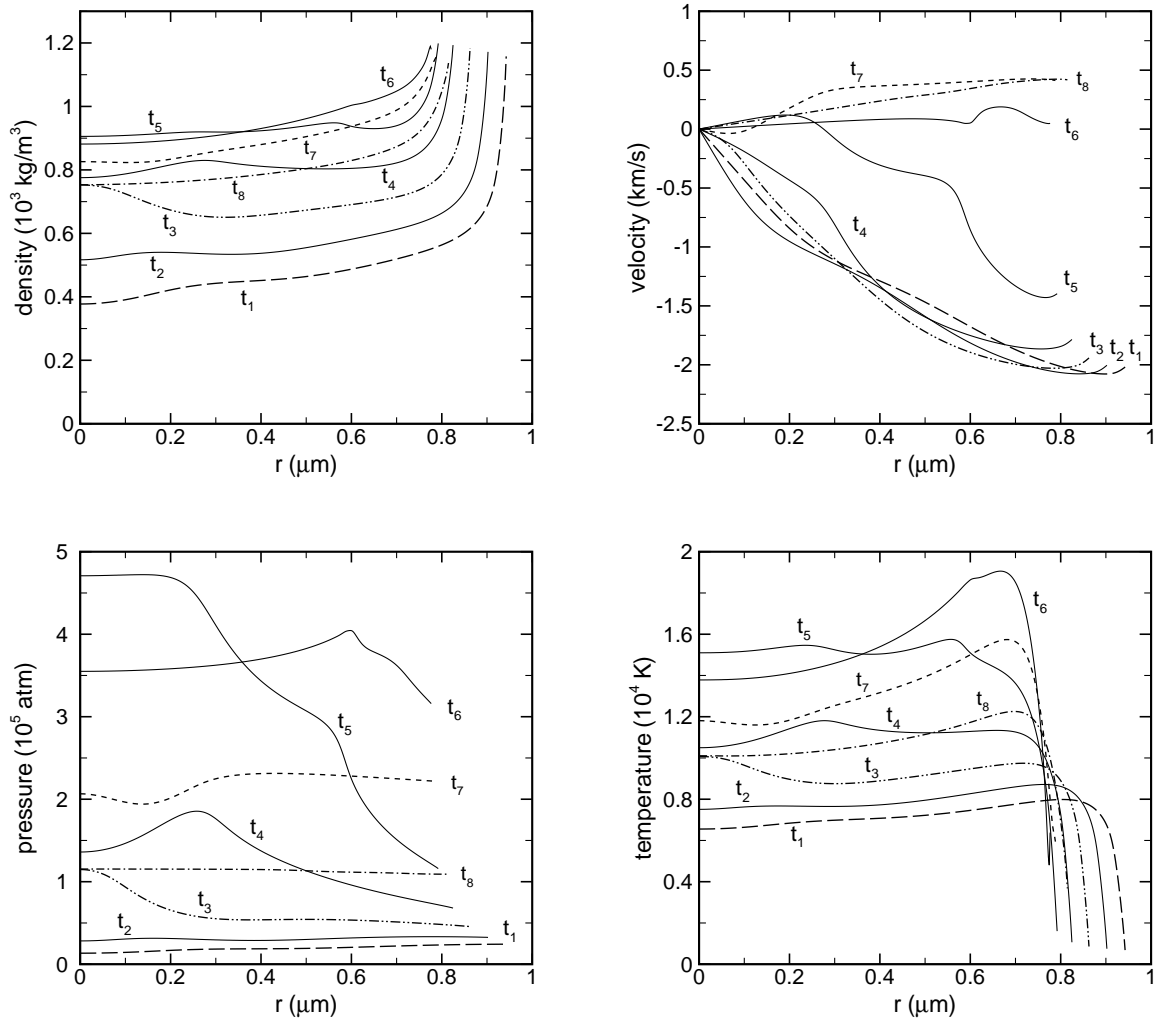 density (10³ kg/m³)
1.2
1
0.8
0.6
0.4
0.2
0
t₆
t₅
t₇
t₄
t₈
t₃
t₂
t₁
0 0.2 0.4 0.6 0.8 1
r (μm)
velocity (km/s)
1
0.5
0
-0.5
-1
-1.5
-2
-2.5
t₇
t₈
t₆
t₄
t₅
t₃ t₂ t₁
0 0.2 0.4 0.6 0.8 1
r (μm)
pressure (10⁵ atm)
5
4
3
2
1
0
t₆
t₅
t₇
t₄
t₈
t₃
t₂
t₁
0 0.2 0.4 0.6 0.8 1
r (μm)
temperature (10⁴ K)
2
1.6
1.2
0.8
0.4
0
t₆
t₅
t₇
t₈
t₄
t₃
t₂
t₁
0 0.2 0.4 0.6 0.8 1
r (μm)